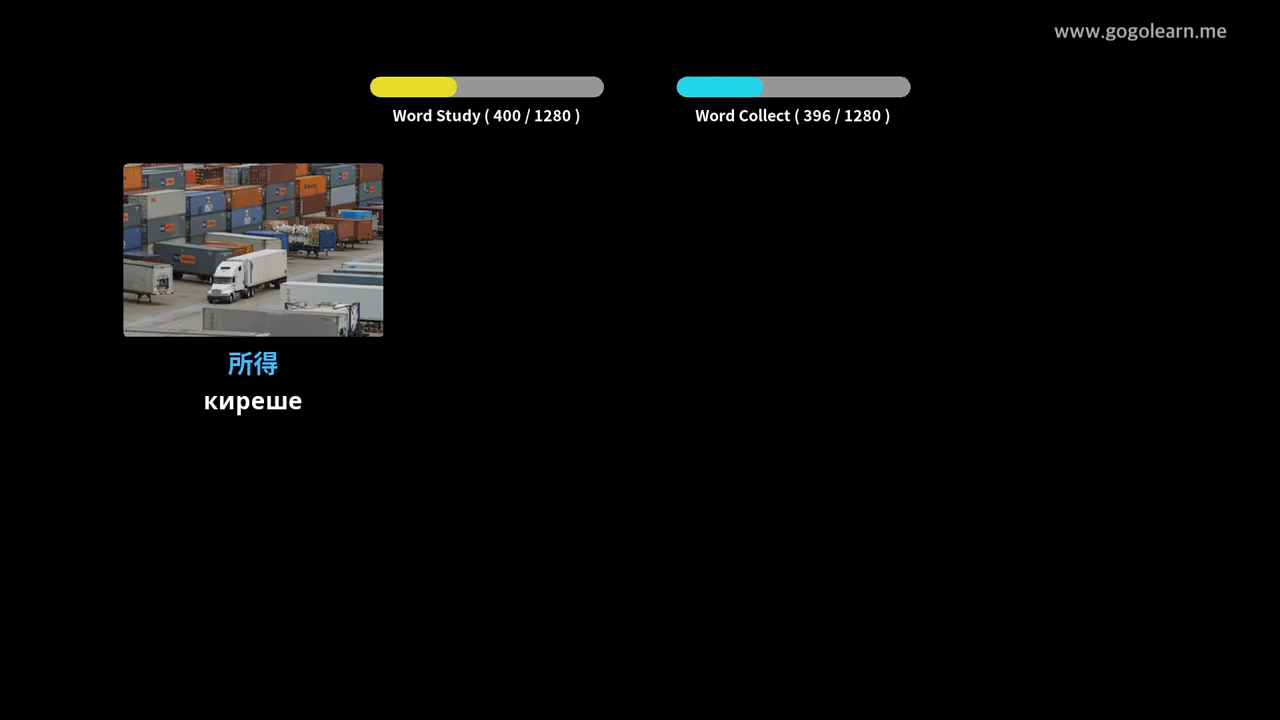 www.gogolearn.me
Word Study ( 400 / 1280 )
Word Collect ( 396 / 1280 )
所得
киреше